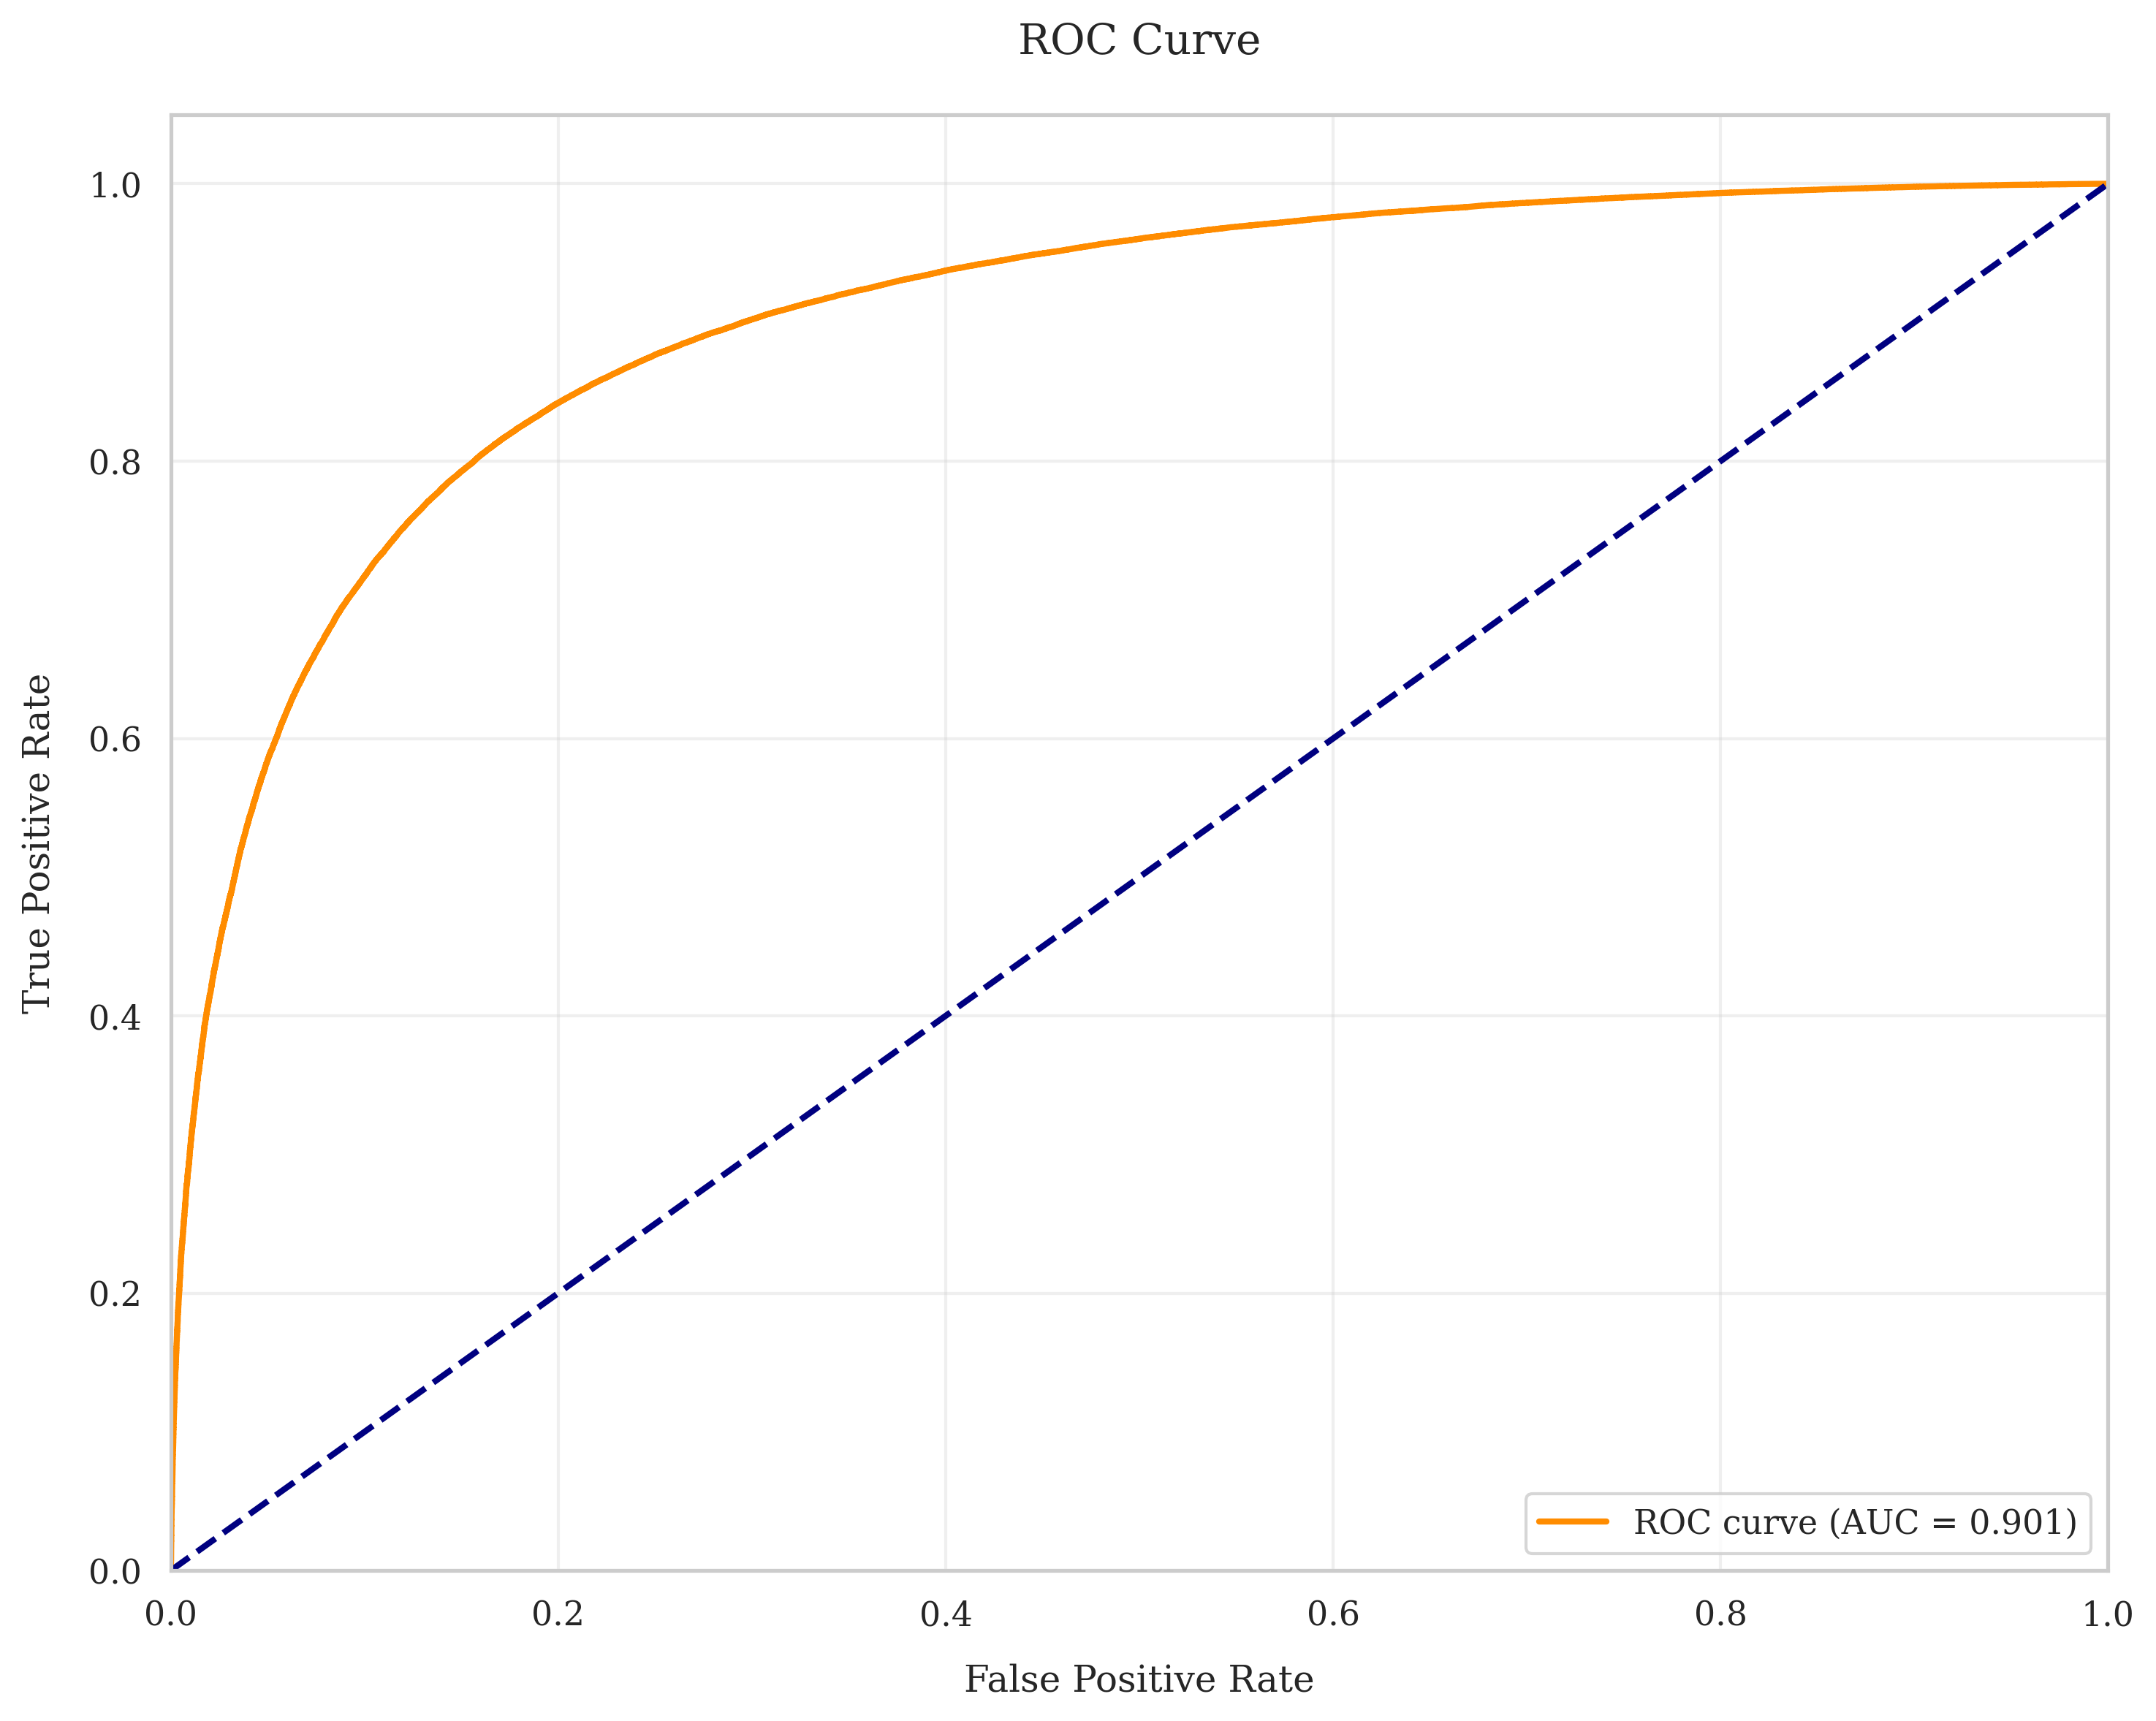 ROC Curve
True Positive Rate
1.0
0.8
0.6
0.4
0.2
0.0
0.0 0.2 0.4 0.6 0.8 1.0
False Positive Rate
ROC curve (AUC = 0.901)